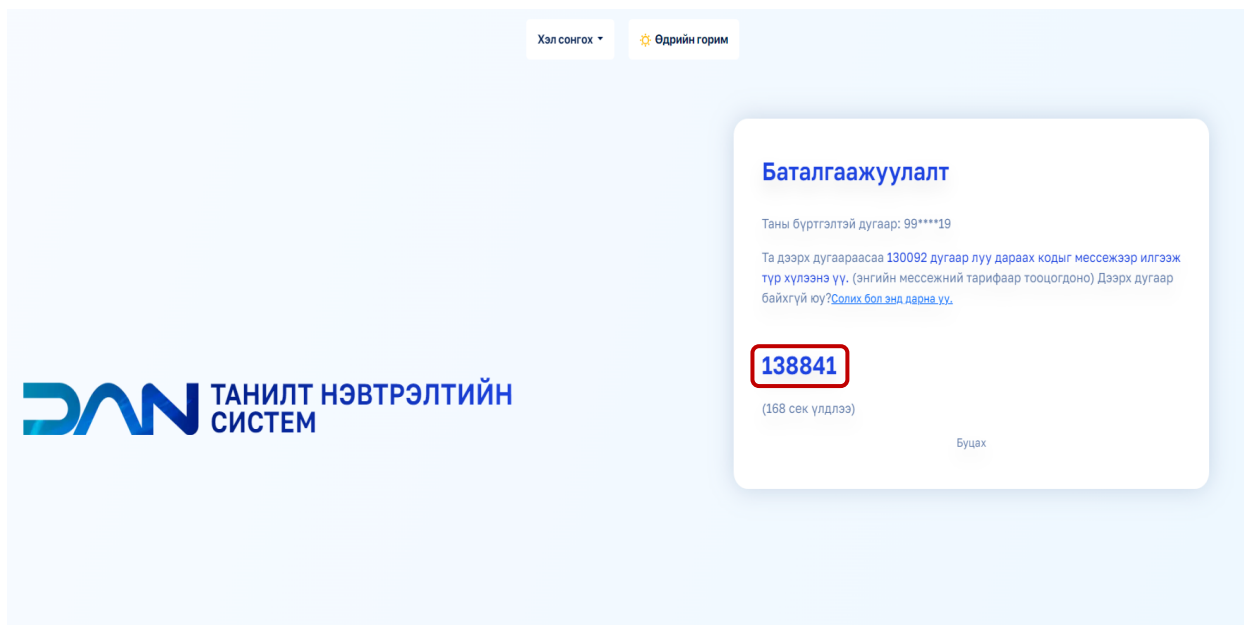 Хэл сонгох
Өдрийн горим
Баталгаажуулалт
Таны бүртгэлтэй дугаар: 99****19
Та дээрх дугаараасаа 130092 дугаар луу дараах кодыг мессежээр илгээж
түр хүлээнэ үү. (энгийн мессежний тарифаар тооцогдоно) Дээрх дугаар
байхгүй юу?Солих бол энд дарна уу.
138841
(168 сек үлдлээ)
Буцах
DAN ТАНИЛТ НЭВТРЭЛТИЙН
СИСТЕМ